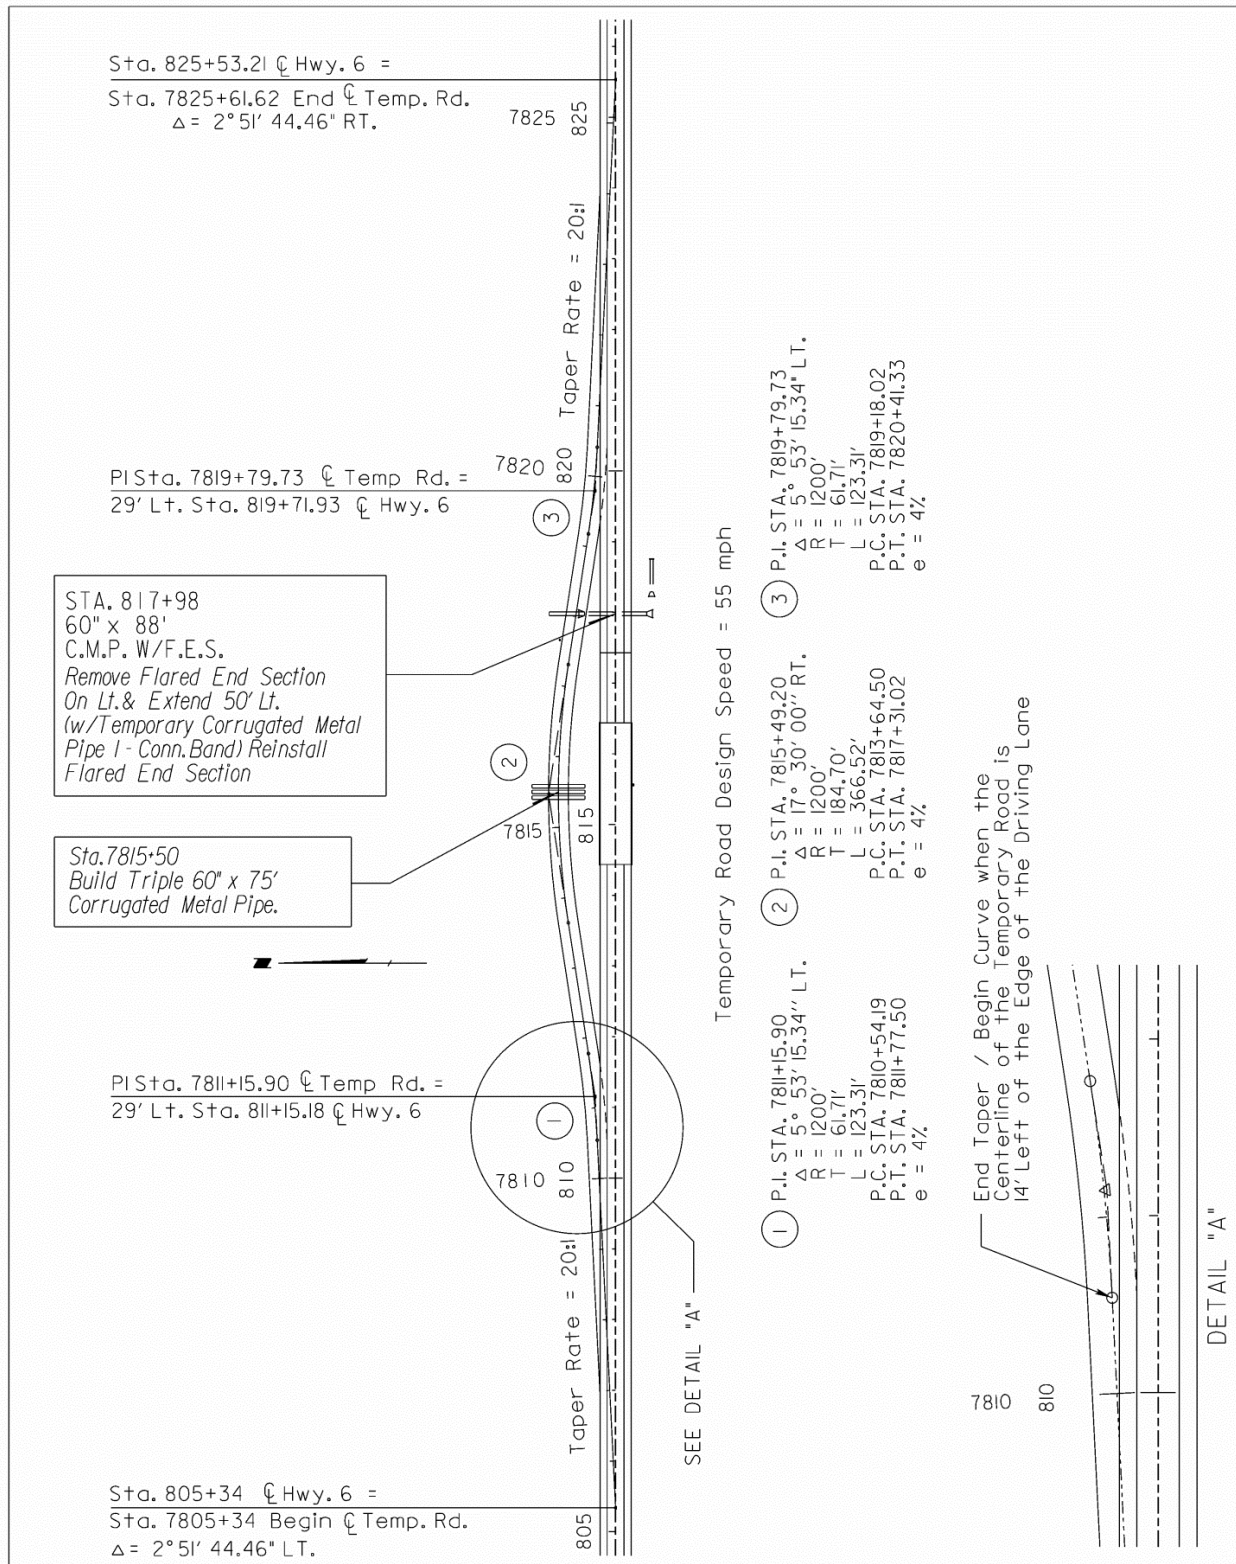 Sta. 825+53.21 ℄ Hwy. 6 =
Sta. 7825+61.62 End ℄ Temp. Rd.
Δ = 2°51' 44.46" RT.
7825
825
Taper Rate = 20:1
PI Sta. 7819+79.73 ℄ Temp Rd. =
29' Lt. Sta. 819+71.93 ℄ Hwy. 6
7820
820
3
STA. 817+98
60" x 88'
C.M.P. W/F.E.S.
Remove Flared End Section
On Lt. & Extend 50' Lt.
(w/Temporary Corrugated Metal
Pipe 1 - Conn. Band) Reinstall
Flared End Section
2
7815
815
Sta. 7815+50
Build Triple 60" x 75'
Corrugated Metal Pipe.
PI Sta. 7811+15.90 ℄ Temp Rd. =
29' Lt. Sta. 811+15.18 ℄ Hwy. 6
1
7810
810
Taper Rate = 20:1
SEE DETAIL "A"
Sta. 805+34 ℄ Hwy. 6 =
Sta. 7805+34 Begin ℄ Temp. Rd.
Δ = 2°51' 44.46" LT.
805
Temporary Road Design Speed = 55 mph
1 P.I. STA. 7811+15.90
Δ = 5° 53' 15.34'' LT.
R = 1200'
T = 61.71'
L = 123.31'
P.C. STA. 7810+54.19
P.T. STA. 7811+77.50
e = 4%
2 P.I. STA. 7815+49.20
Δ = 17° 30' 00'' RT.
R = 1200'
T = 184.70'
L = 366.52'
P.C. STA. 7813+64.50
P.T. STA. 7817+31.02
e = 4%
3 P.I. STA. 7819+79.73
Δ = 5° 53' 15.34" LT.
R = 1200'
T = 61.71'
L = 123.31'
P.C. STA. 7819+18.02
P.T. STA. 7820+41.33
e = 4%
End Taper / Begin Curve when the
Centerline of the Temporary Road is
14' Left of the Edge of the Driving Lane
7810
810
DETAIL "A"